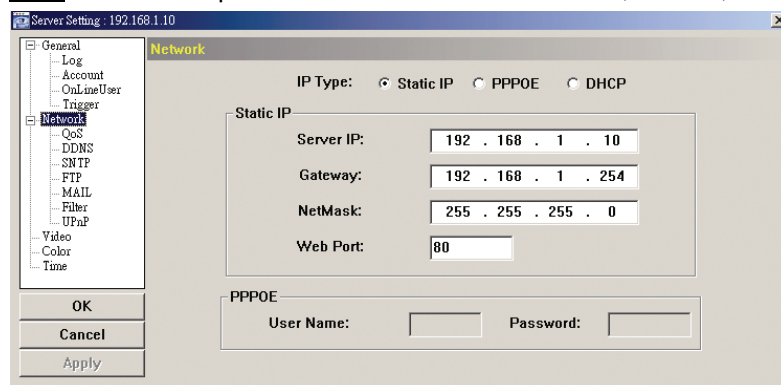 Server Setting : 192.168.1.10
General
Log
Account
OnLineUser
Trigger
Network
QoS
DDNS
SNTP
FTP
MAIL
Filter
UPnP
Video
Color
Time
OK
Cancel
Apply
Network
IP Type: Static IP PPPOE DHCP
Static IP
Server IP: 192 . 168 . 1 . 10
Gateway: 192 . 168 . 1 . 254
NetMask: 255 . 255 . 255 . 0
Web Port: 80
PPPOE
User Name: Password: